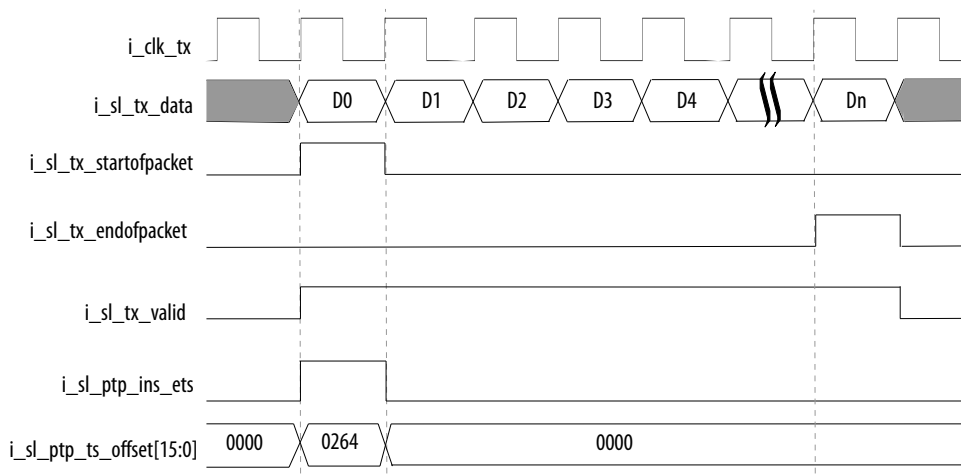 i_clk_tx
i_sl_tx_data D0 D1 D2 D3 D4 Dn
i_sl_tx_startofpacket
i_sl_tx_endofpacket
i_sl_tx_valid
i_sl_ptp_ins_ets
i_sl_ptp_ts_offset[15:0] 0000 0264 0000